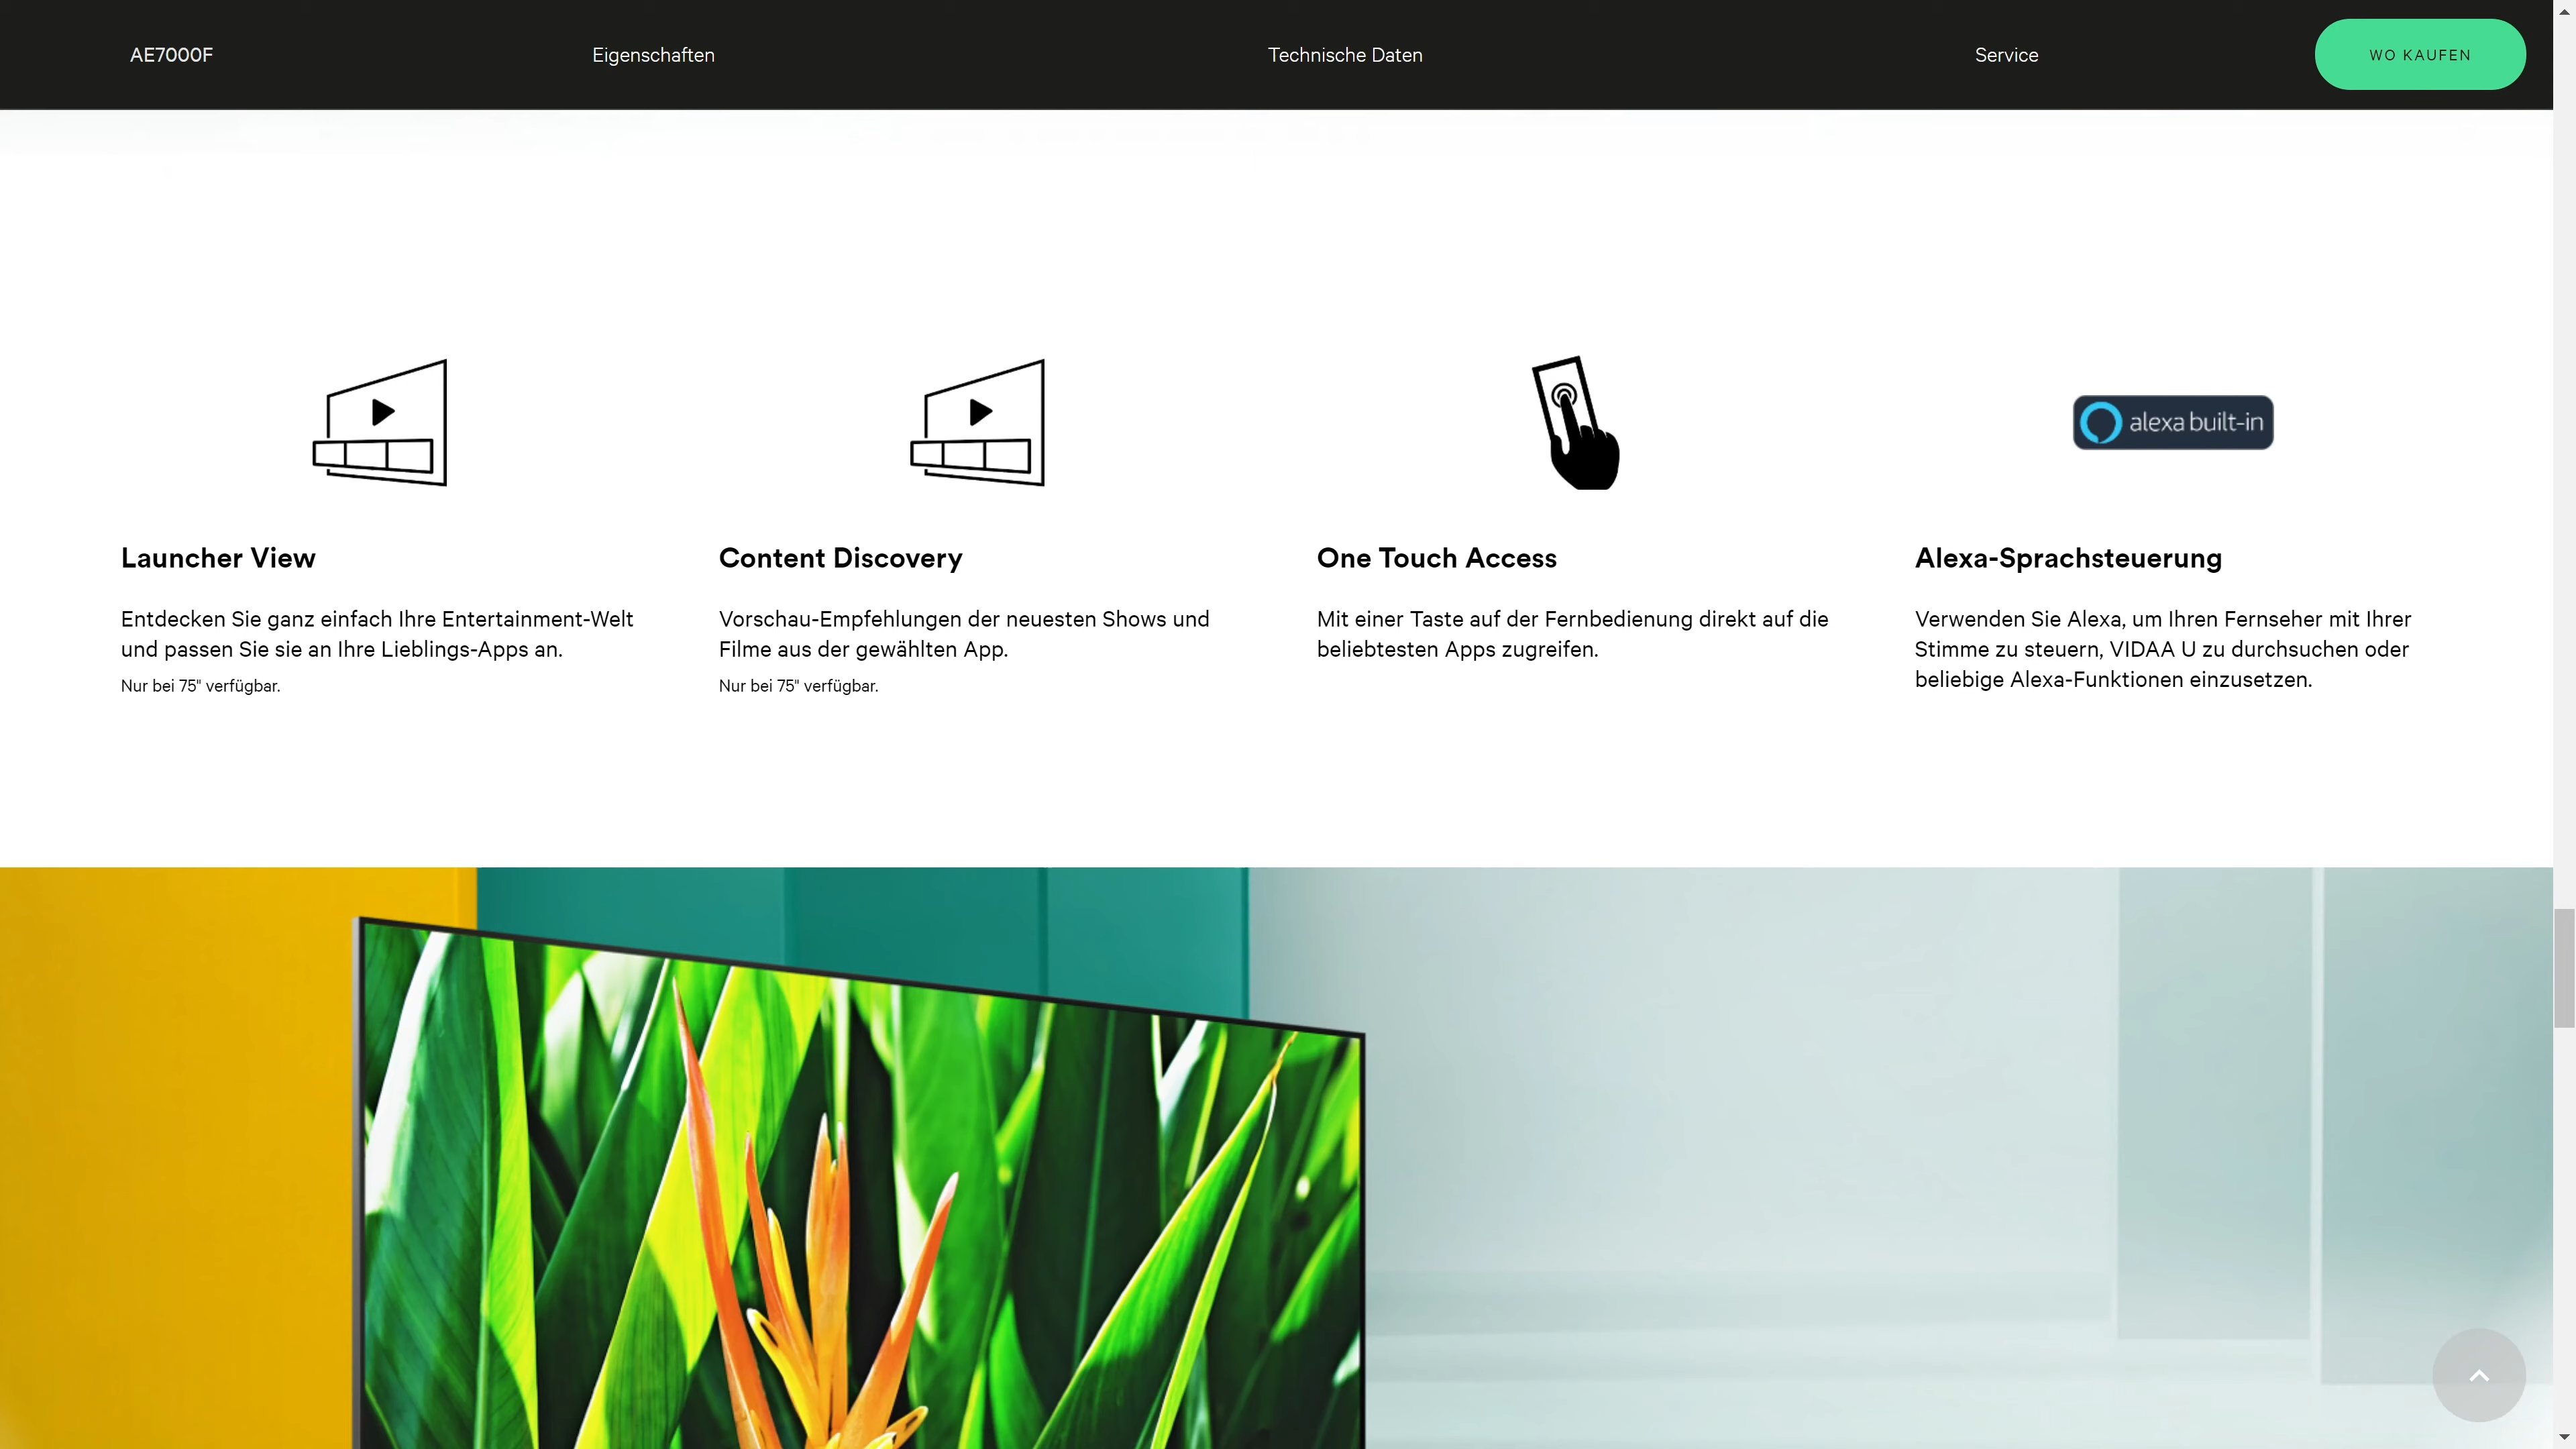 AE7000F
Eigenschaften
Technische Daten
Service
WO KAUFEN
alexa built-in
Launcher View
Entdecken Sie ganz einfach Ihre Entertainment-Welt
und passen Sie sie an Ihre Lieblings-Apps an.
Nur bei 75" verfügbar.
Content Discovery
Vorschau-Empfehlungen der neuesten Shows und
Filme aus der gewählten App.
Nur bei 75" verfügbar.
One Touch Access
Mit einer Taste auf der Fernbedienung direkt auf die
beliebtesten Apps zugreifen.
Alexa-Sprachsteuerung
Verwenden Sie Alexa, um Ihren Fernseher mit Ihrer
Stimme zu steuern, VIDAA U zu durchsuchen oder
beliebige Alexa-Funktionen einzusetzen.